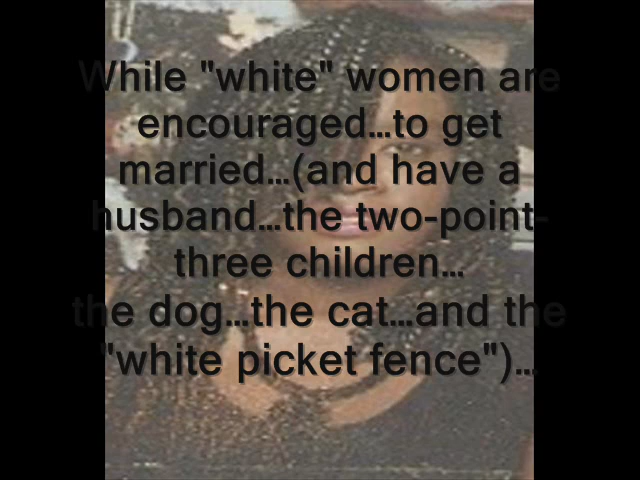 While "white" women are
encouraged...to get
married...(and have a
husband...the two-point-
three children...
the dog...the cat...and the
"white picket fence")...